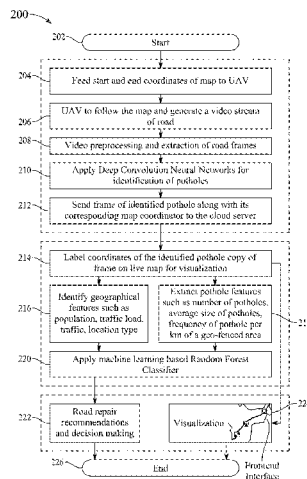 200
202
Start
204
Feed start and end coordinates of map to UAV
206
UAV to follow the map and generate a video stream of
road
208
Video preprocessing and extraction of road frames
210
Apply Deep Convolution Neural Networks for
identification of potholes
212
Send frame of identified pothole along with its
corresponding map coordinator to the cloud server
214
Label coordinates of the identified pothole copy of
frame on live map for visualization
216
Identify geographical
features such as
population, traffic load,
traffic, location type
Extract pothole features
such as number of potholes,
average size of potholes,
frequency of pothole per
km of a geo-fenced area
21
220
Apply machine learning based Random Forest
Classifier
222
Road repair
recommendations
and decision making
Visualization
22
226
End
Frontend
Interface